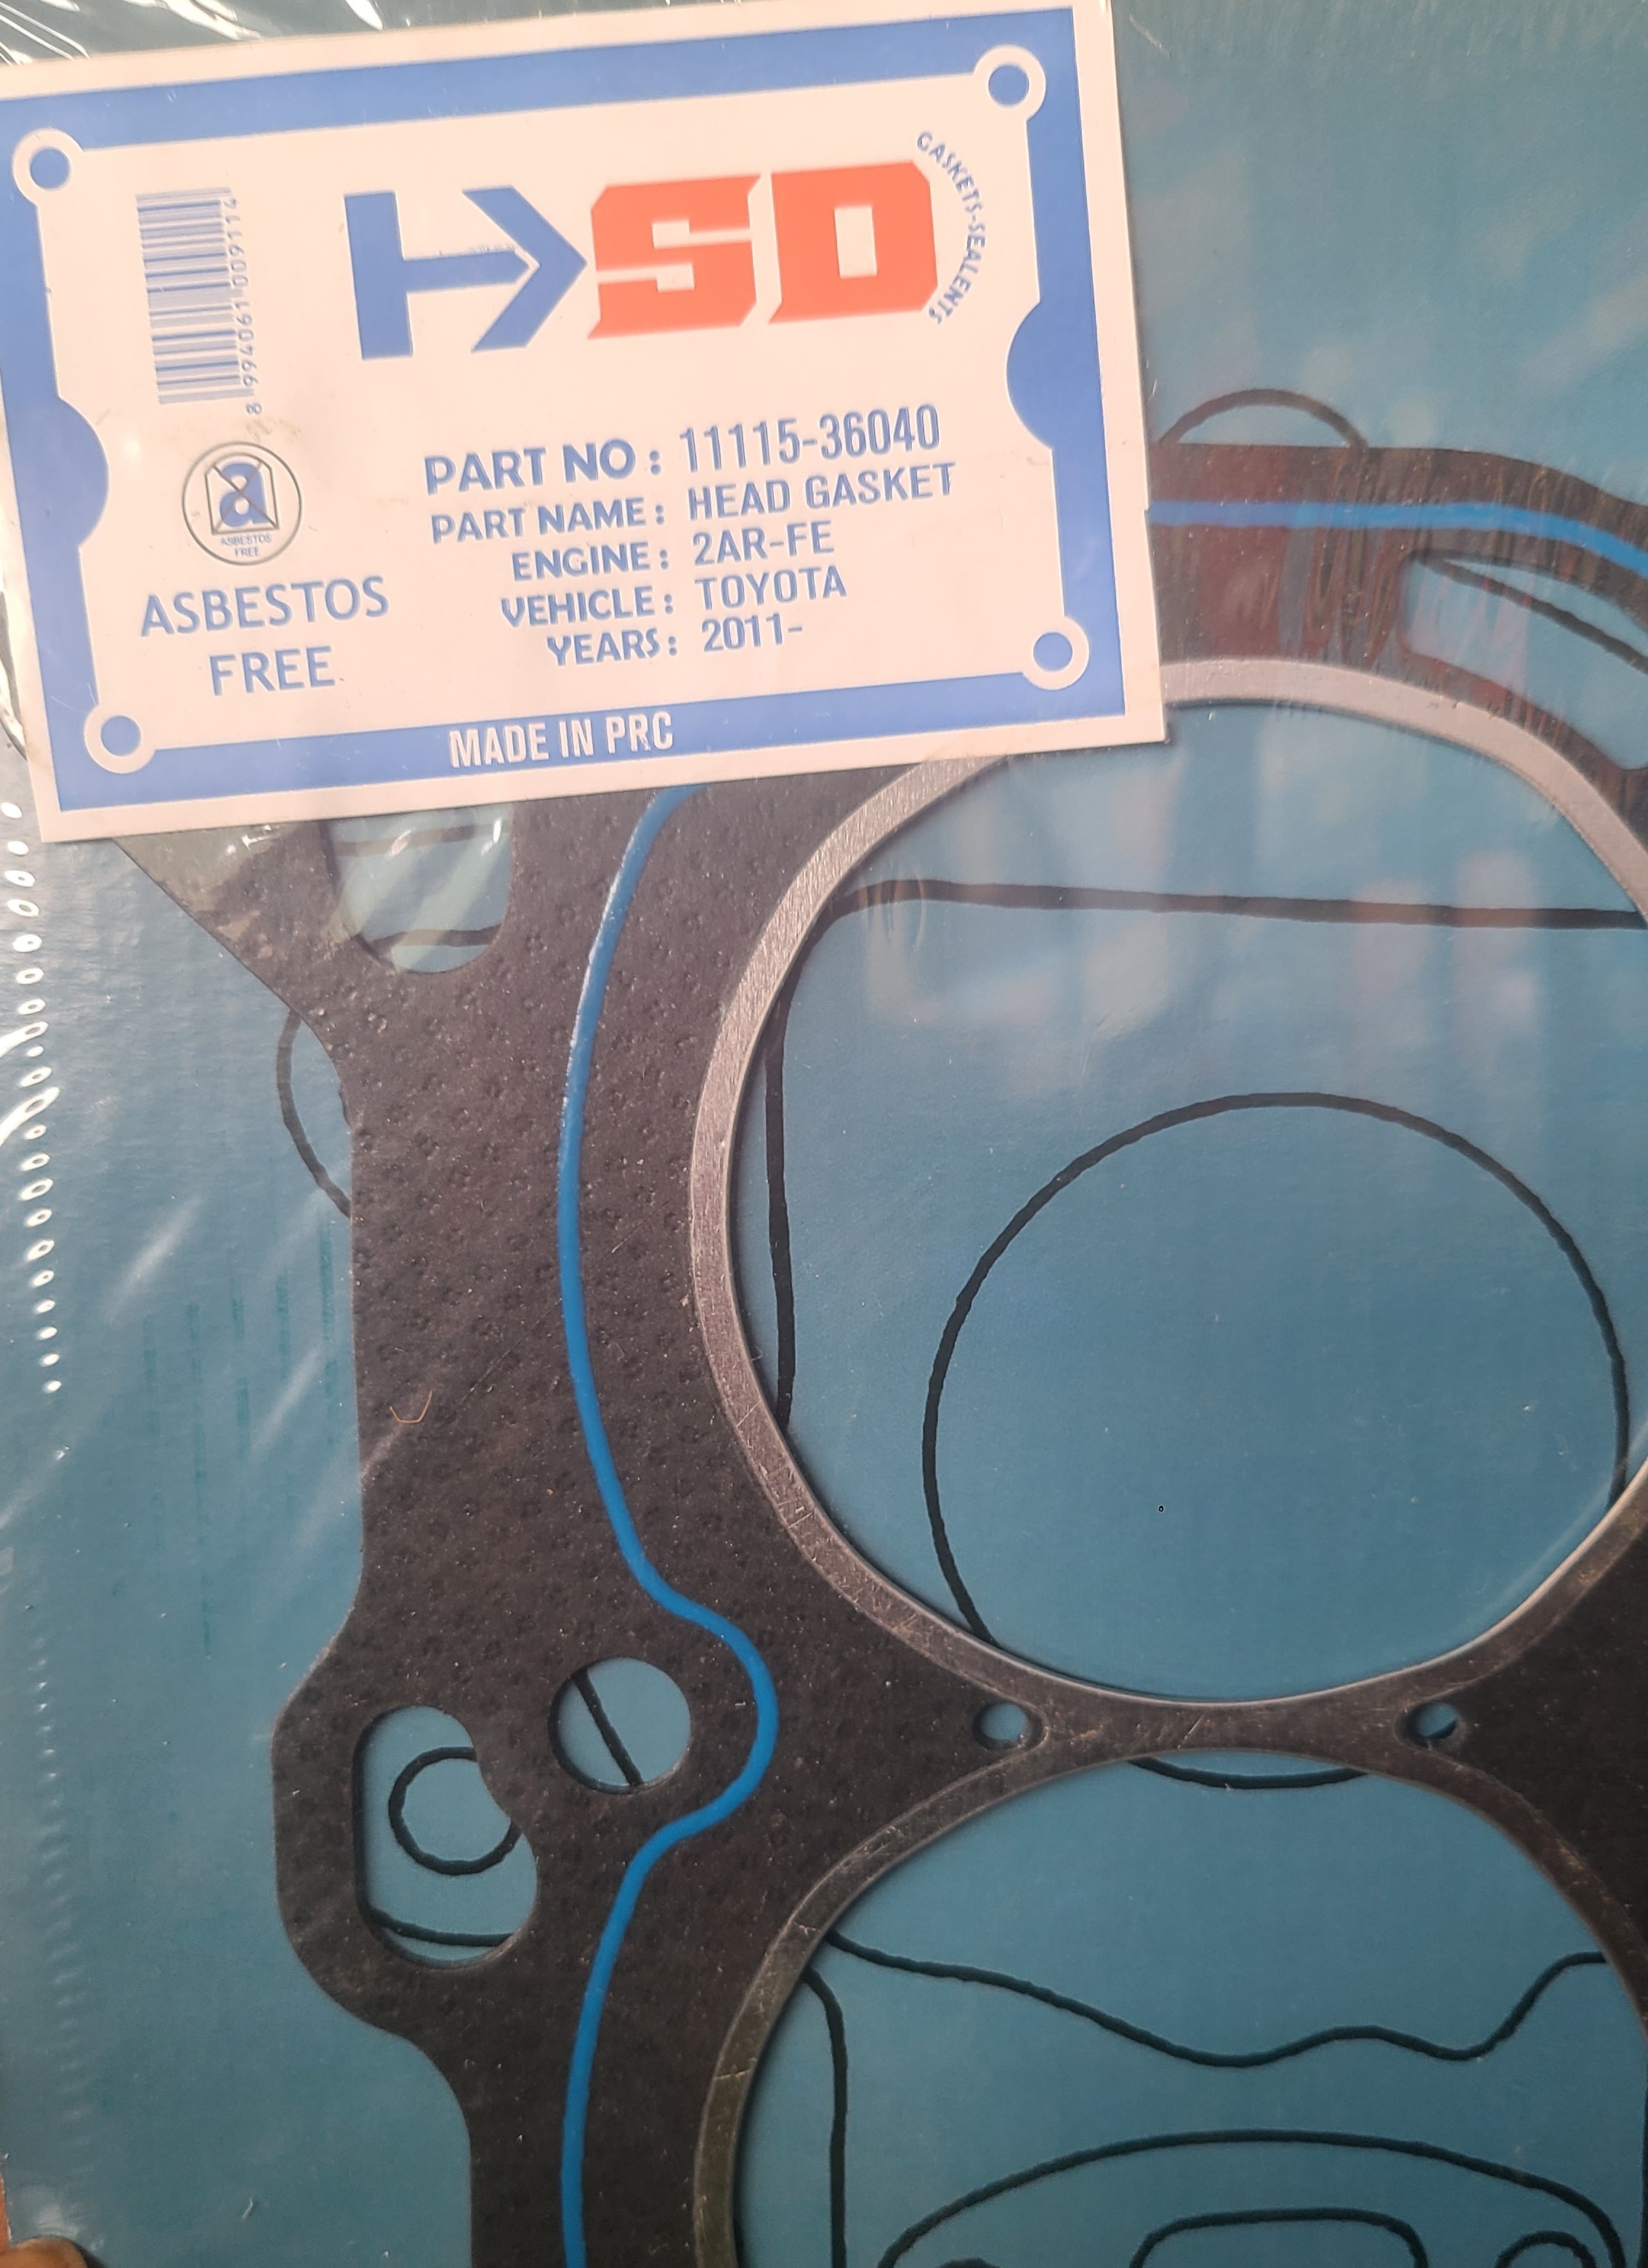 HSD
GASKETS-SEALENTS
8 994061 009114
PART NO : 11115-36040
PART NAME : HEAD GASKET
ENGINE : 2AR-FE
VEHICLE : TOYOTA
YEARS : 2011-
a
ASBESTOS
FREE
ASBESTOS
FREE
MADE IN PRC